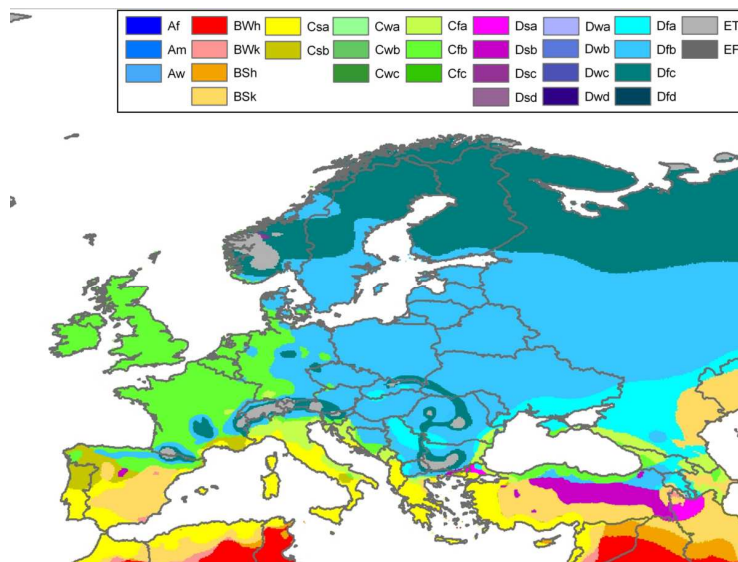 Af BWh Csa Cwa Cfa Dsa Dwa Dfa ET
Am BWk Csb Cwb Cfb Dsb Dwb Dfb EF
Aw BSh Cwc Cfc Dsc Dwc Dfc
BSk Dsd Dwd Dfd